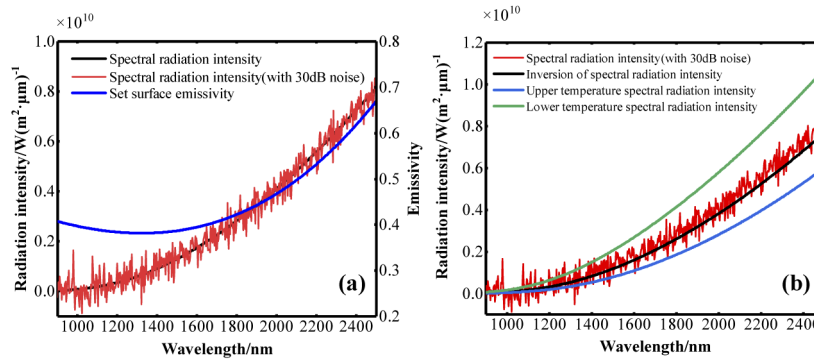 ×10¹⁰
1.0
0.8
0.6
0.4
0.2
0.0
Radiation intensity/W(m²·μm)⁻¹
Spectral radiation intensity
Spectral radiation intensity(with 30dB noise)
Set surface emissivity
0.8
0.7
0.6
0.5
0.4
0.3
0.2
Emissivity
(a)
1000 1200 1400 1600 1800 2000 2200 2400
Wavelength/nm
×10¹⁰
1.2
1.0
0.8
0.6
0.4
0.2
0.0
Radiation intensity/W(m²·μm)⁻¹
Spectral radiation intensity(with 30dB noise)
Inversion of spectral radiation intensity
Upper temperature spectral radiation intensity
Lower temperature spectral radiation intensity
(b)
1000 1200 1400 1600 1800 2000 2200 2400
Wavelength/nm